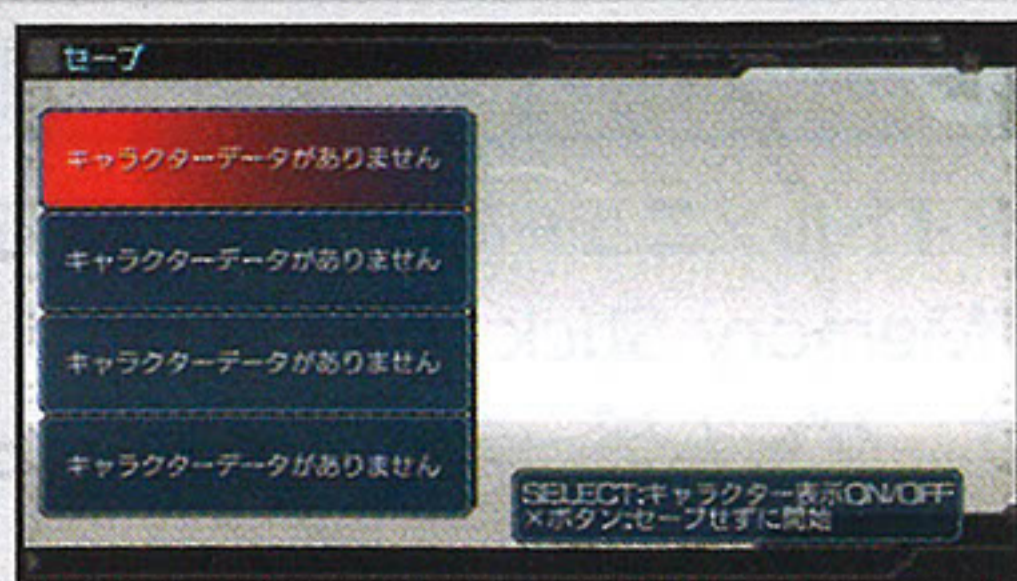 セーブ
キャラクターデータがありません
キャラクターデータがありません
キャラクターデータがありません
キャラクターデータがありません
SELECT:キャラクター表示ON/OFF
×ボタン:セーブせずに開始